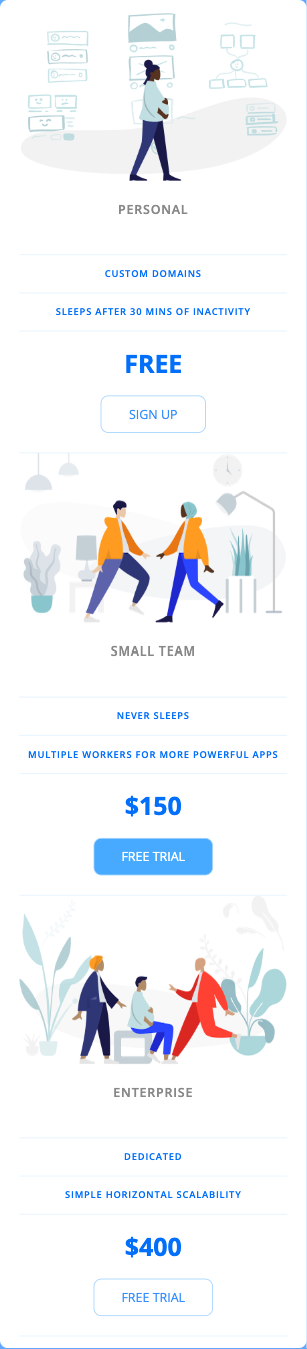 PERSONAL
CUSTOM DOMAINS
SLEEPS AFTER 30 MINS OF INACTIVITY
FREE
SIGN UP
SMALL TEAM
NEVER SLEEPS
MULTIPLE WORKERS FOR MORE POWERFUL APPS
$150
FREE TRIAL
ENTERPRISE
DEDICATED
SIMPLE HORIZONTAL SCALABILITY
$400
FREE TRIAL